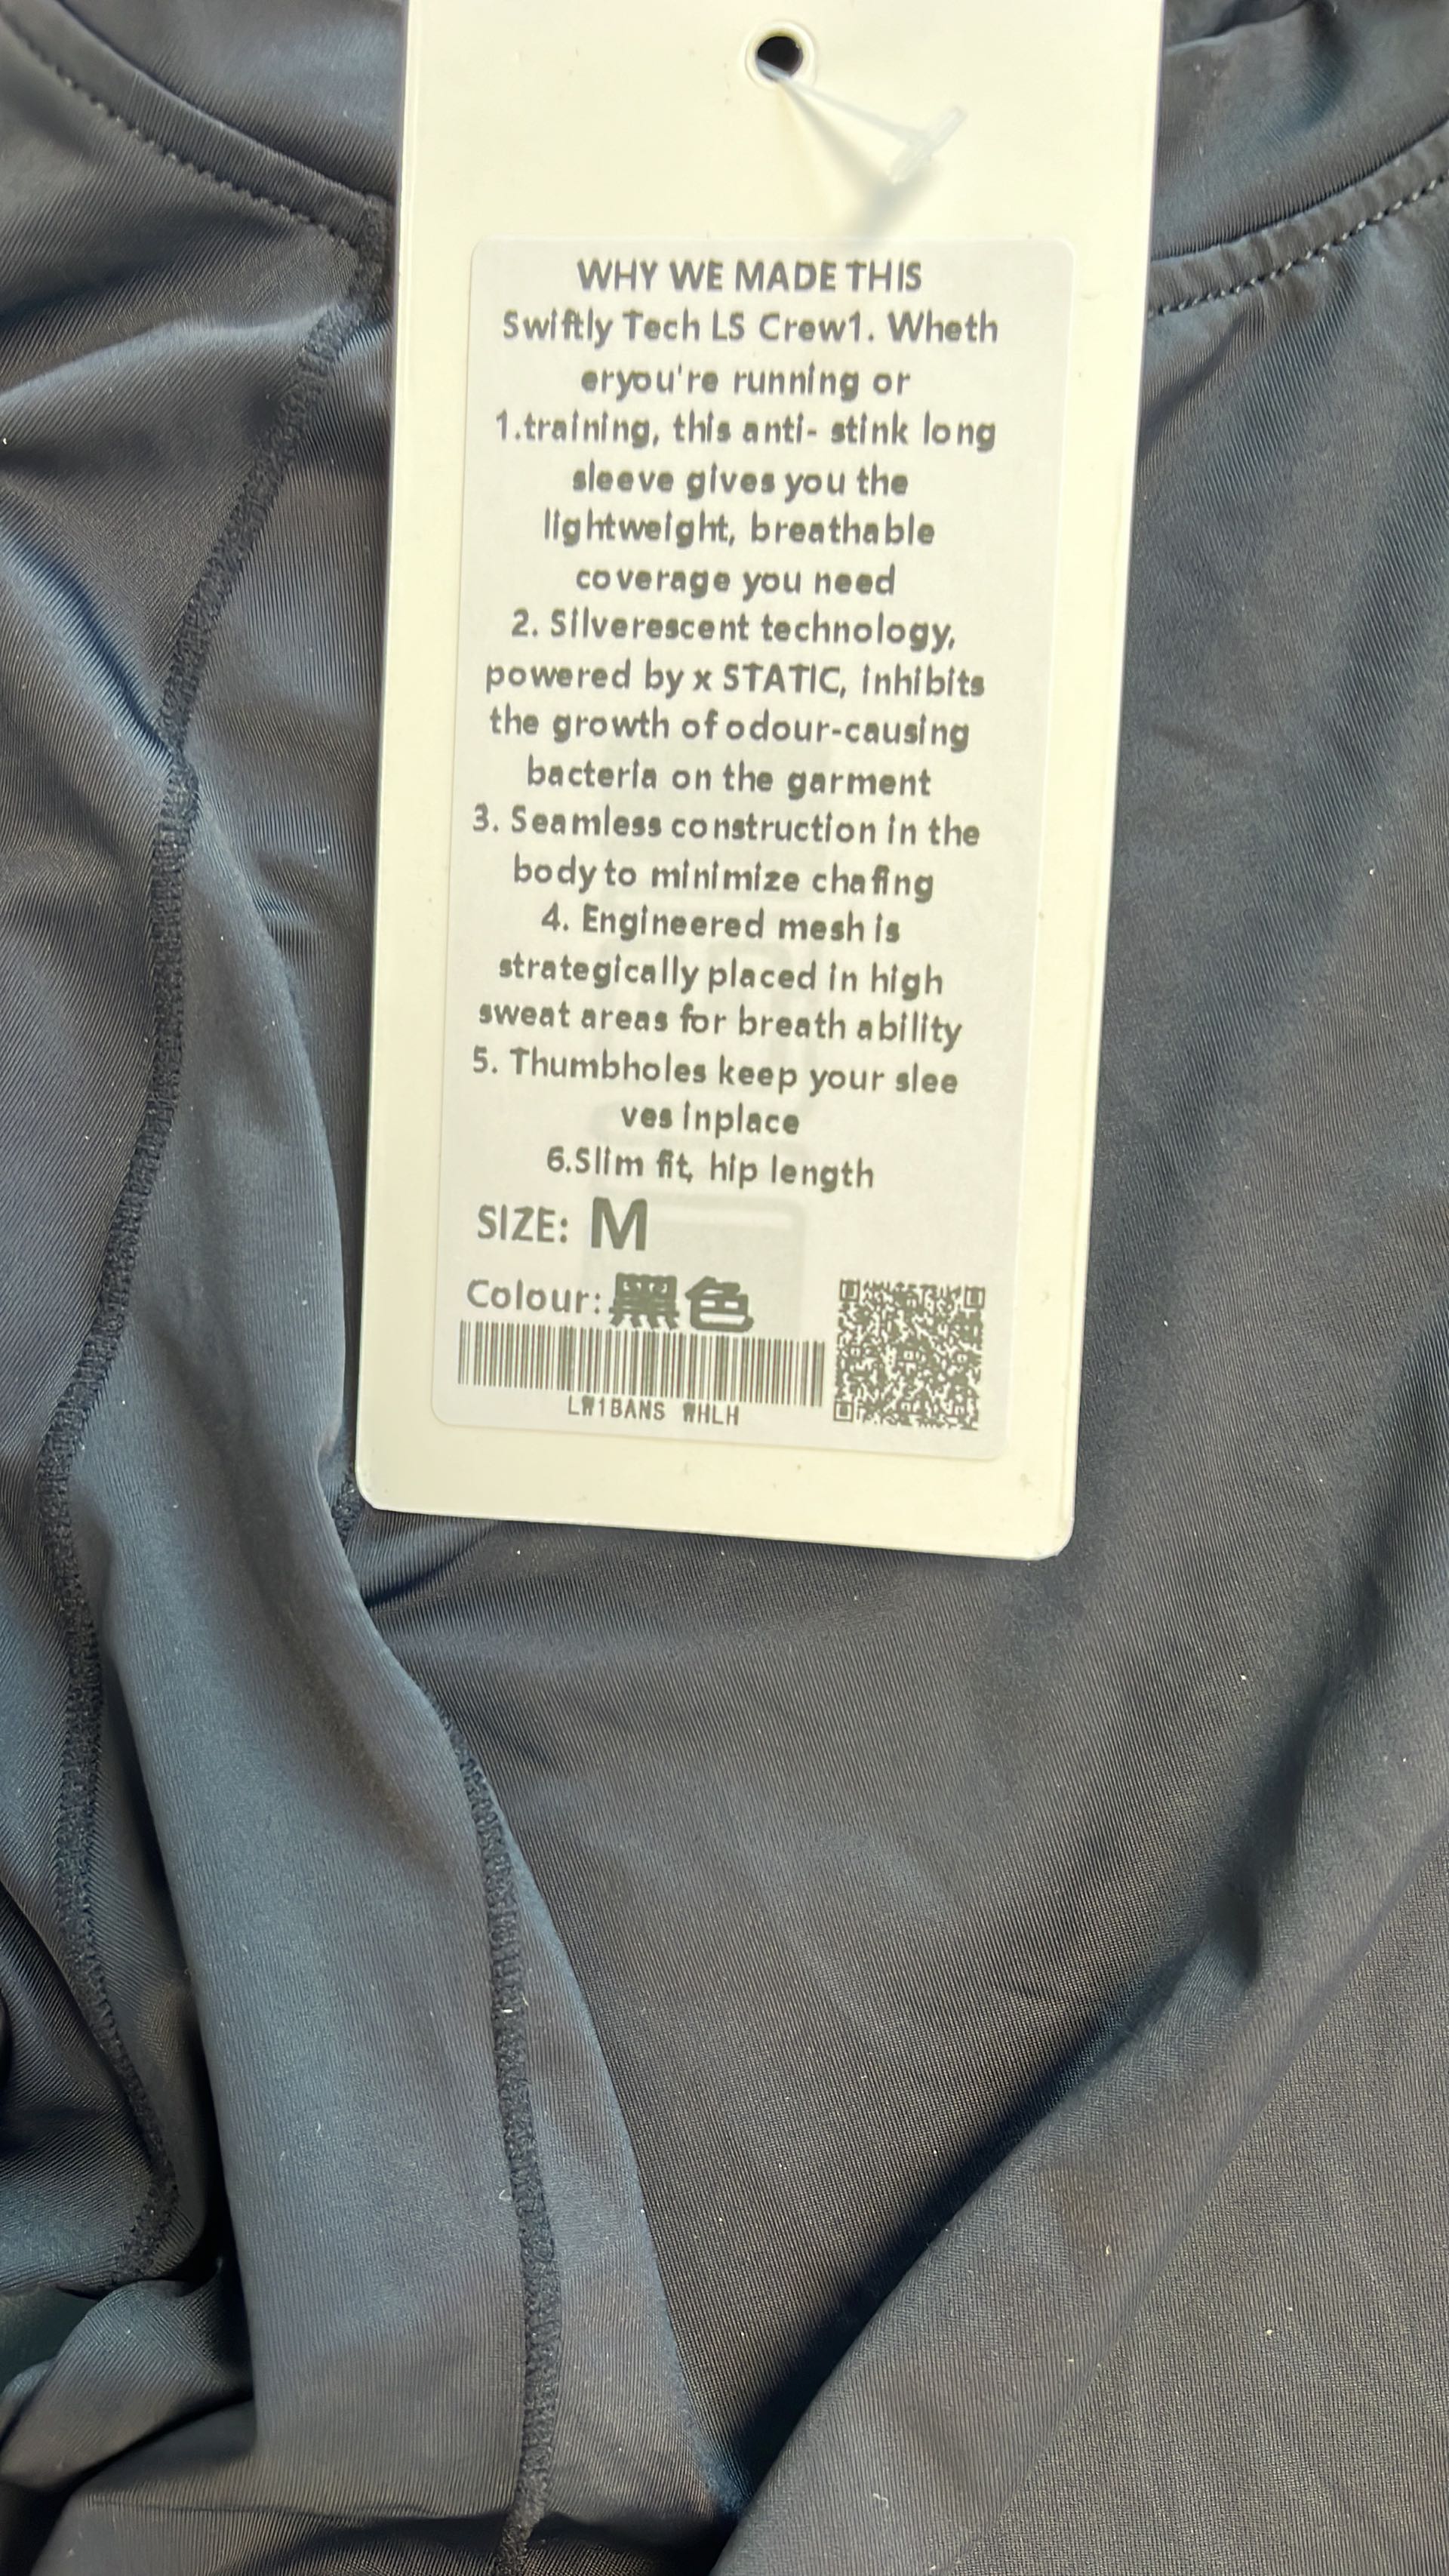 WHY WE MADE THIS
Swiftly Tech LS Crew1. Wheth
eryou're running or
1.training, this anti- stink long
sleeve gives you the
lightweight, breathable
coverage you need
2. Silverescent technology,
powered by x STATIC, inhibits
the growth of odour-causing
bacteria on the garment
3. Seamless construction in the
body to minimize chafing
4. Engineered mesh is
strategically placed in high
sweat areas for breath ability
5. Thumbholes keep your slee
ves inplace
6.Slim fit, hip length
SIZE: M
Colour: 黑色
LW1BANS WHLH